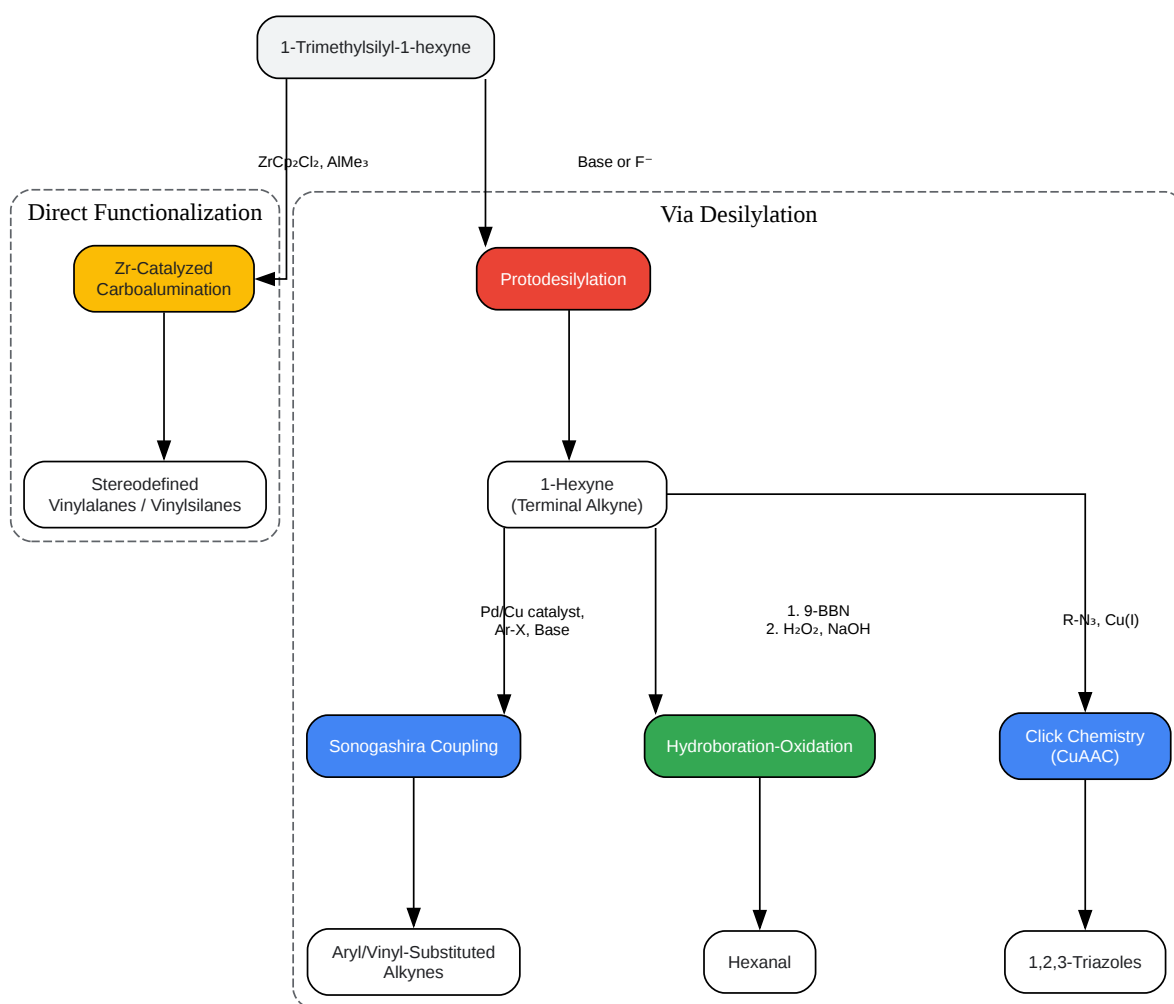 1-Trimethylsilyl-1-hexyne
ZrCp₂Cl₂, AlMe₃
Base or F⁻
Direct Functionalization
Via Desilylation
Zr-Catalyzed
Carboalumination
Protodesilylation
Stereodefined
Vinylalanes / Vinylsilanes
1-Hexyne
(Terminal Alkyne)
Pd/Cu catalyst,
Ar-X, Base
1. 9-BBN
2. H₂O₂, NaOH
R-N₃, Cu(I)
Sonogashira Coupling
Hydroboration-Oxidation
Click Chemistry
(CuAAC)
Aryl/Vinyl-Substituted
Alkynes
Hexanal
1,2,3-Triazoles